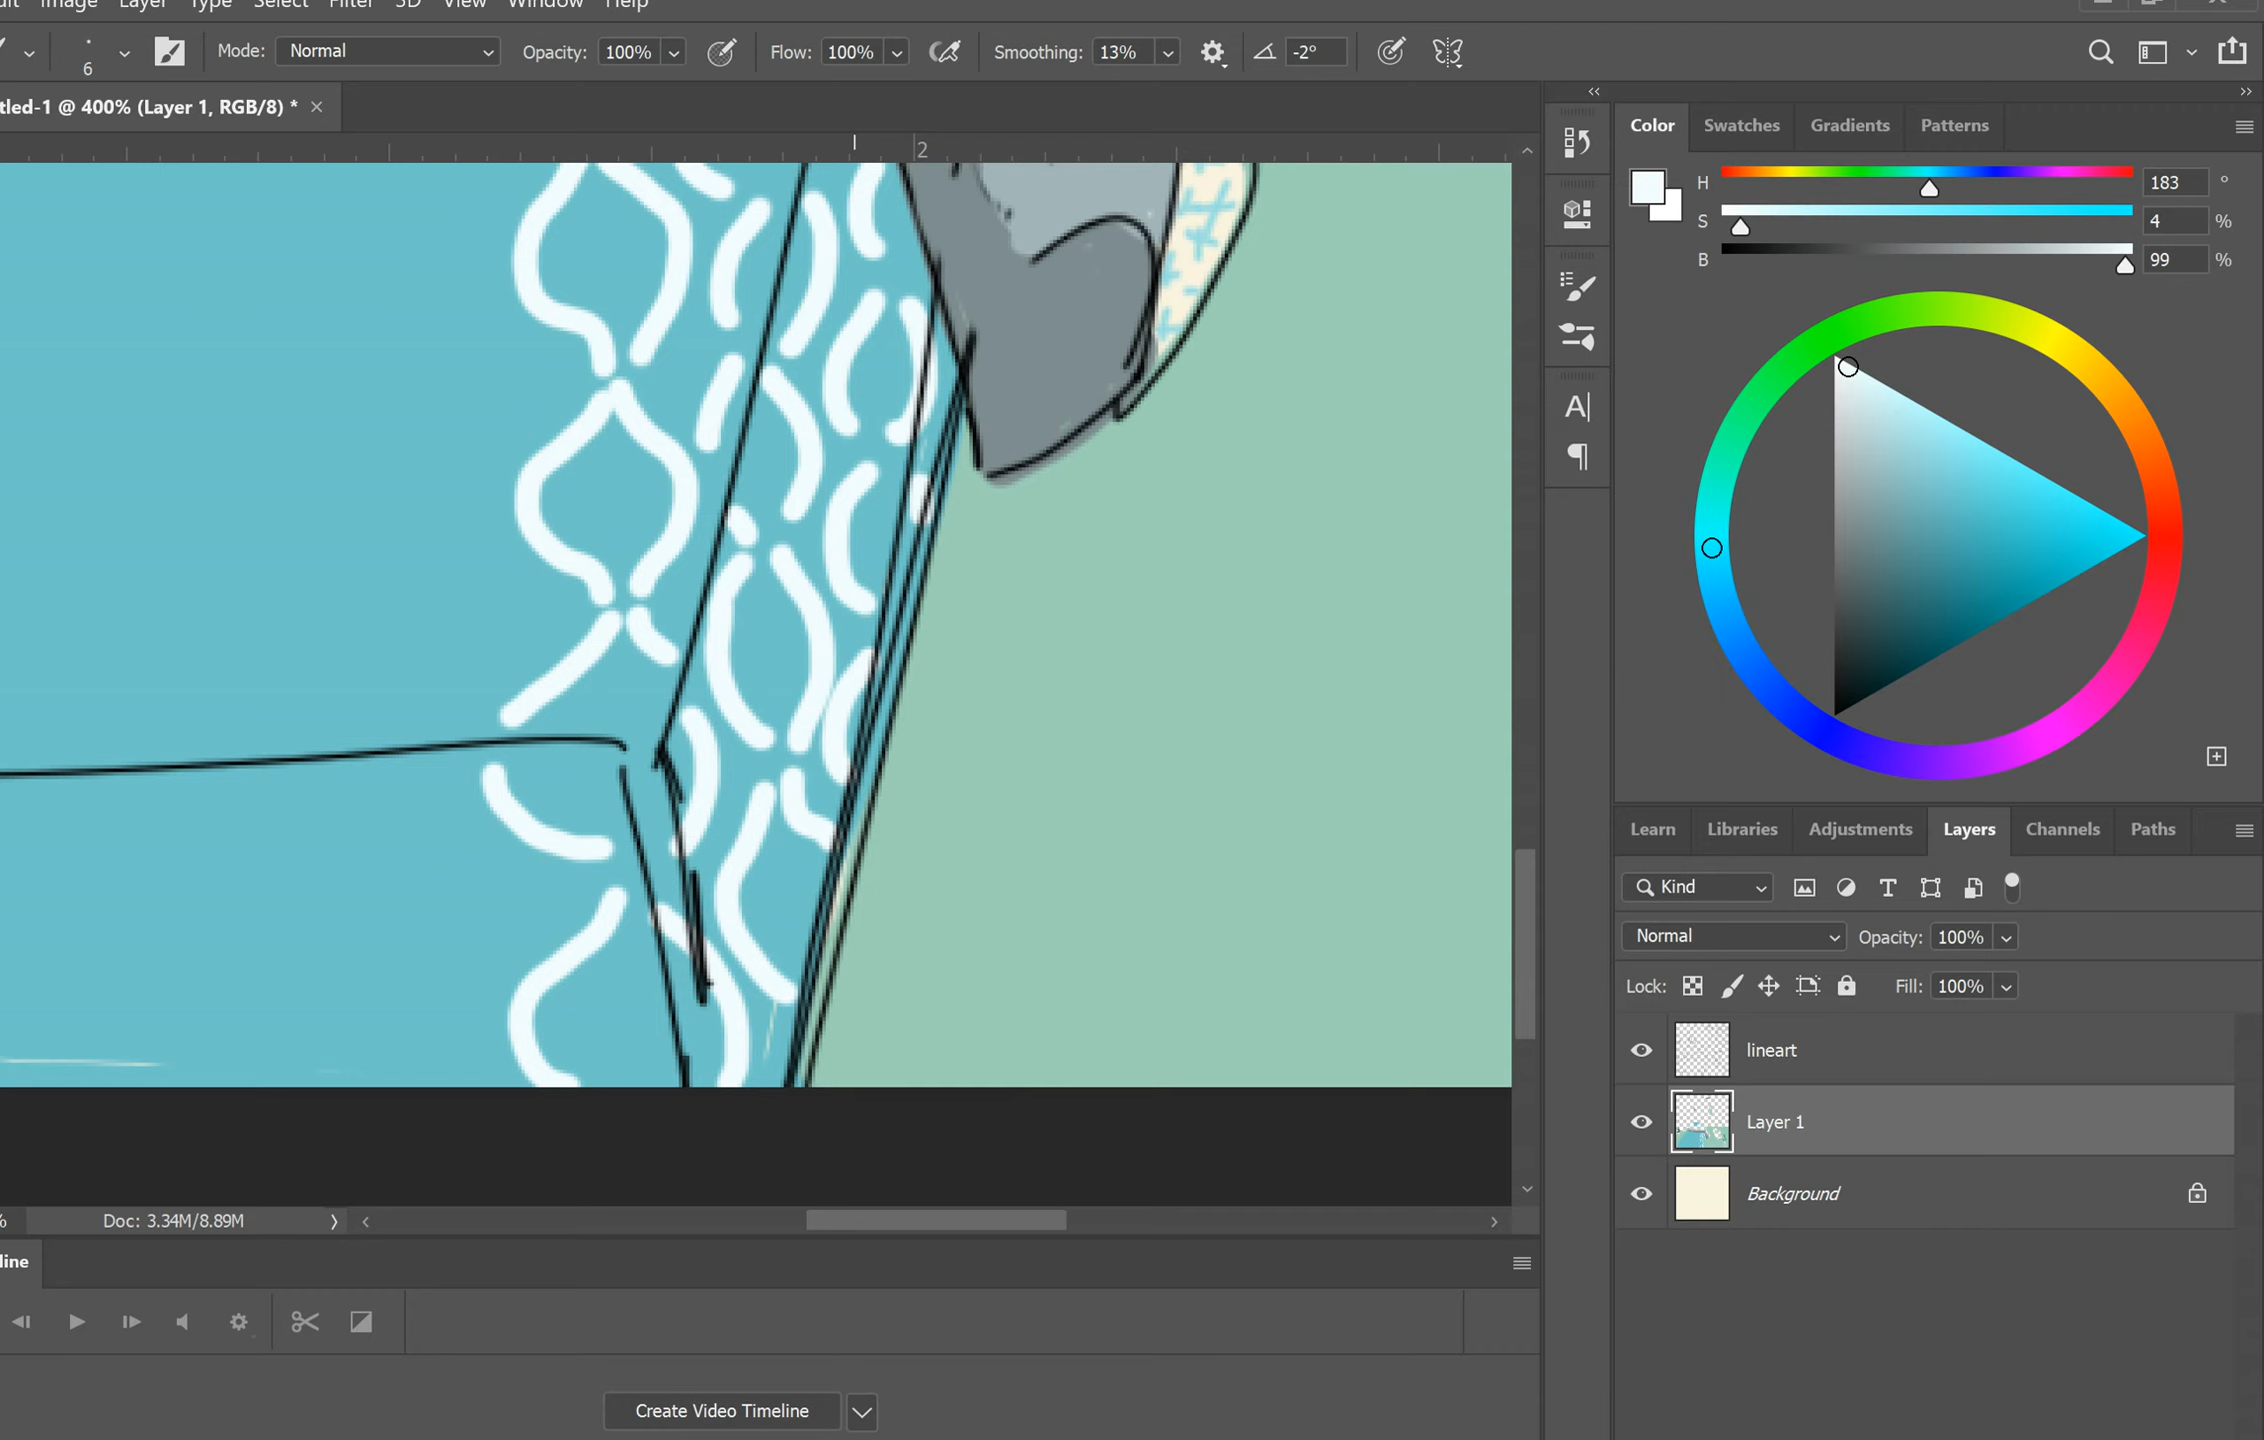 Image Layer Type Select Filter 3D View Window Help
6 Mode: Normal Opacity: 100% Flow: 100% Smoothing: 13% -2°
tled-1 @ 400% (Layer 1, RGB/8) * ×
2
Color Swatches Gradients Patterns
H 183 °
S 4 %
B 99 %
A|
¶
Learn Libraries Adjustments Layers Channels Paths
Kind T
Normal Opacity: 100%
Lock: Fill: 100%
lineart
Layer 1
Background
% Doc: 3.34M/8.89M
line
Create Video Timeline